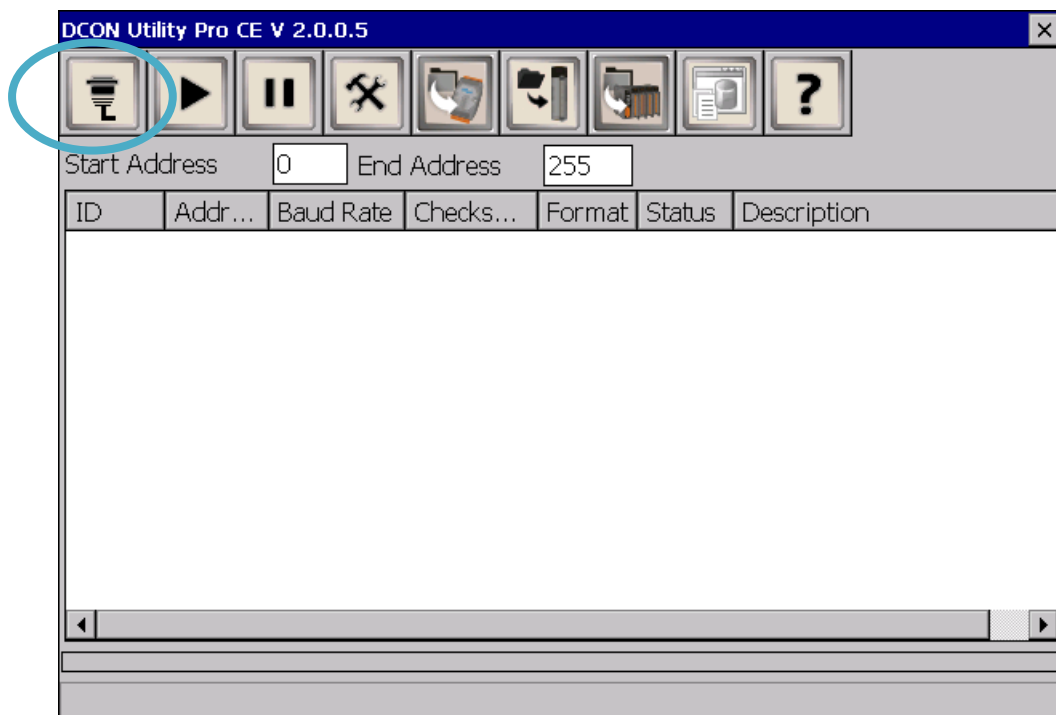 DCON Utility Pro CE V 2.0.0.5
?
Start Address 0 End Address 255
ID Addr... Baud Rate Checks... Format Status Description